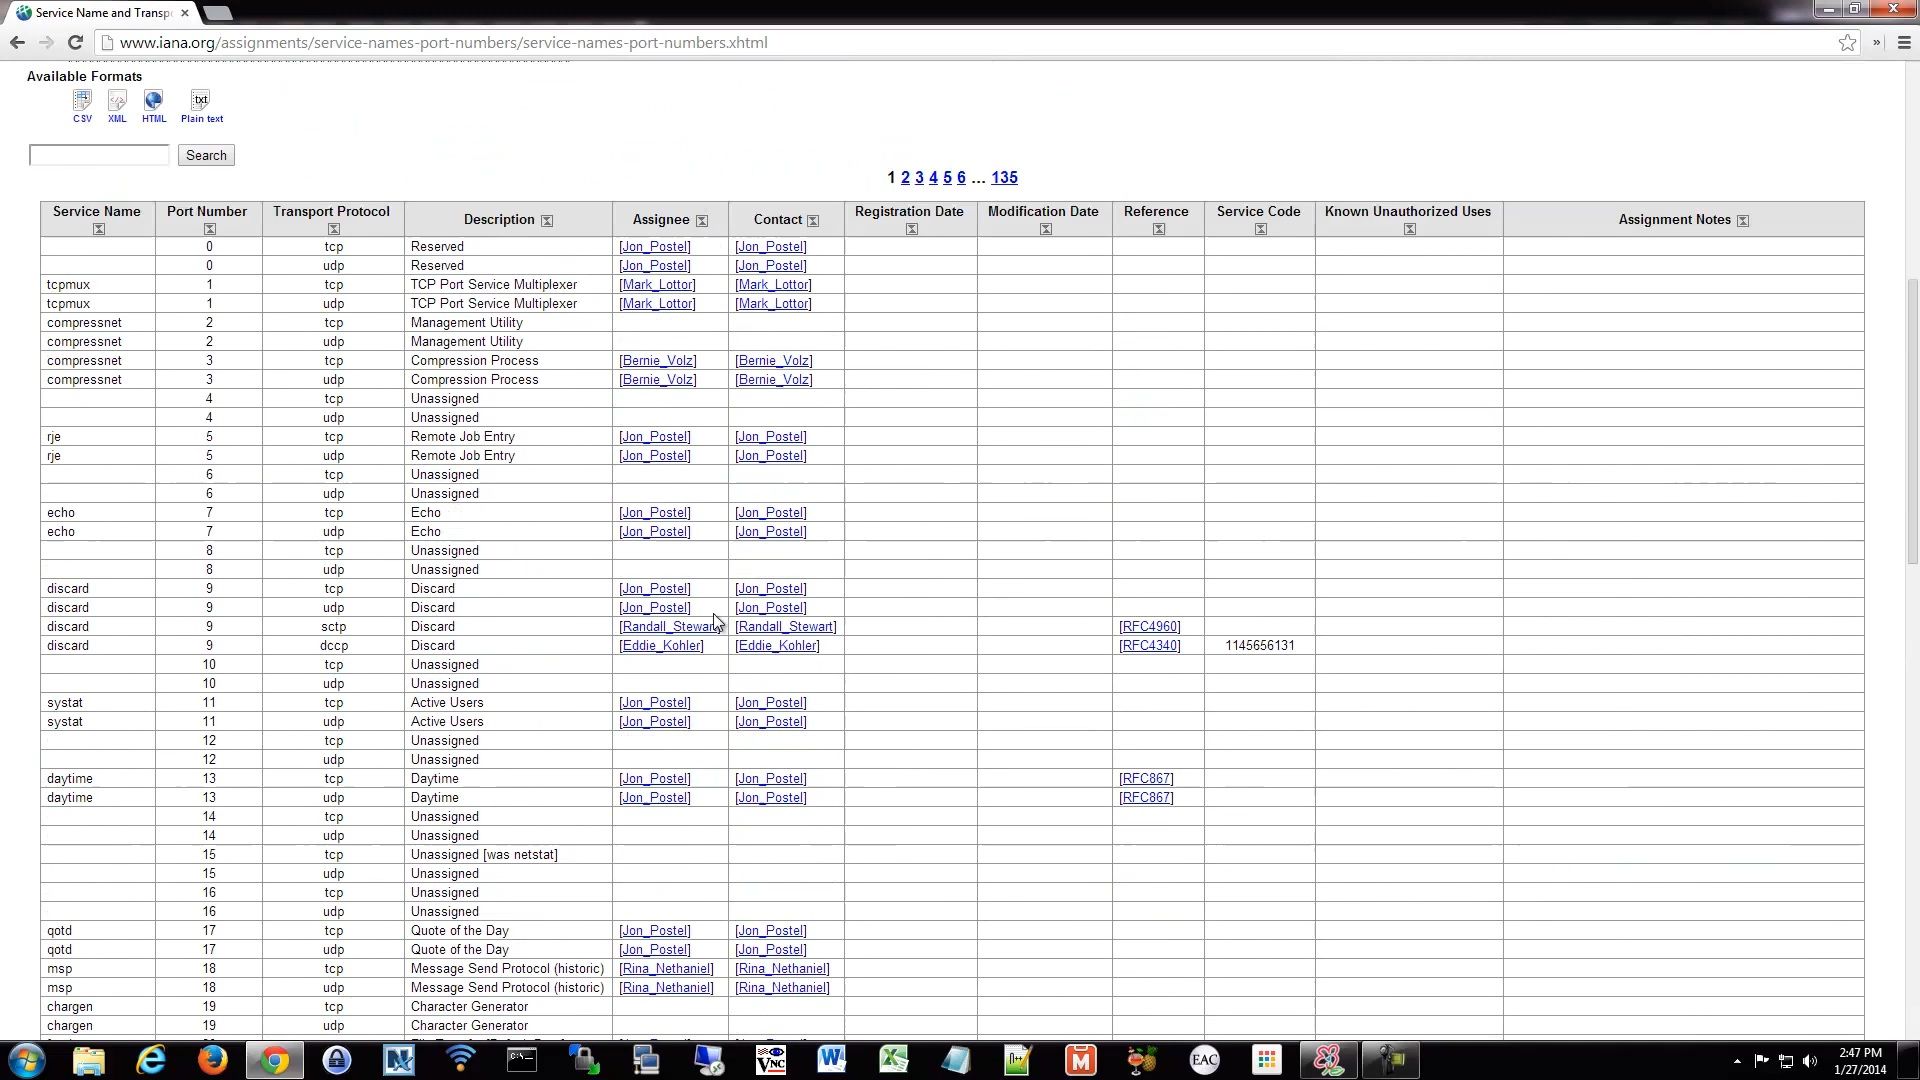 Service Name and Transp
www.iana.org/assignments/service-names-port-numbers/service-names-port-numbers.xhtml
Available Formats
CSV XML HTML Plain text
Search
1 2 3 4 5 6 ... 135
Service Name Port Number Transport Protocol Description Assignee Contact Registration Date Modification Date Reference Service Code Known Unauthorized Uses Assignment Notes
0 tcp Reserved [Jon_Postel] [Jon_Postel]
0 udp Reserved [Jon_Postel] [Jon_Postel]
tcpmux 1 tcp TCP Port Service Multiplexer [Mark_Lottor] [Mark_Lottor]
tcpmux 1 udp TCP Port Service Multiplexer [Mark_Lottor] [Mark_Lottor]
compressnet 2 tcp Management Utility
compressnet 2 udp Management Utility
compressnet 3 tcp Compression Process [Bernie_Volz] [Bernie_Volz]
compressnet 3 udp Compression Process [Bernie_Volz] [Bernie_Volz]
4 tcp Unassigned
4 udp Unassigned
rje 5 tcp Remote Job Entry [Jon_Postel] [Jon_Postel]
rje 5 udp Remote Job Entry [Jon_Postel] [Jon_Postel]
6 tcp Unassigned
6 udp Unassigned
echo 7 tcp Echo [Jon_Postel] [Jon_Postel]
echo 7 udp Echo [Jon_Postel] [Jon_Postel]
8 tcp Unassigned
8 udp Unassigned
discard 9 tcp Discard [Jon_Postel] [Jon_Postel]
discard 9 udp Discard [Jon_Postel] [Jon_Postel]
discard 9 sctp Discard [Randall_Stewart] [Randall_Stewart] [RFC4960]
discard 9 dccp Discard [Eddie_Kohler] [Eddie_Kohler] [RFC4340] 1145656131
10 tcp Unassigned
10 udp Unassigned
systat 11 tcp Active Users [Jon_Postel] [Jon_Postel]
systat 11 udp Active Users [Jon_Postel] [Jon_Postel]
12 tcp Unassigned
12 udp Unassigned
daytime 13 tcp Daytime [Jon_Postel] [Jon_Postel] [RFC867]
daytime 13 udp Daytime [Jon_Postel] [Jon_Postel] [RFC867]
14 tcp Unassigned
14 udp Unassigned
15 tcp Unassigned [was netstat]
15 udp Unassigned
16 tcp Unassigned
16 udp Unassigned
qotd 17 tcp Quote of the Day [Jon_Postel] [Jon_Postel]
qotd 17 udp Quote of the Day [Jon_Postel] [Jon_Postel]
msp 18 tcp Message Send Protocol (historic) [Rina_Nethaniel] [Rina_Nethaniel]
msp 18 udp Message Send Protocol (historic) [Rina_Nethaniel] [Rina_Nethaniel]
chargen 19 tcp Character Generator
chargen 19 udp Character Generator
VNC
EAC
2:47 PM
1/27/2014